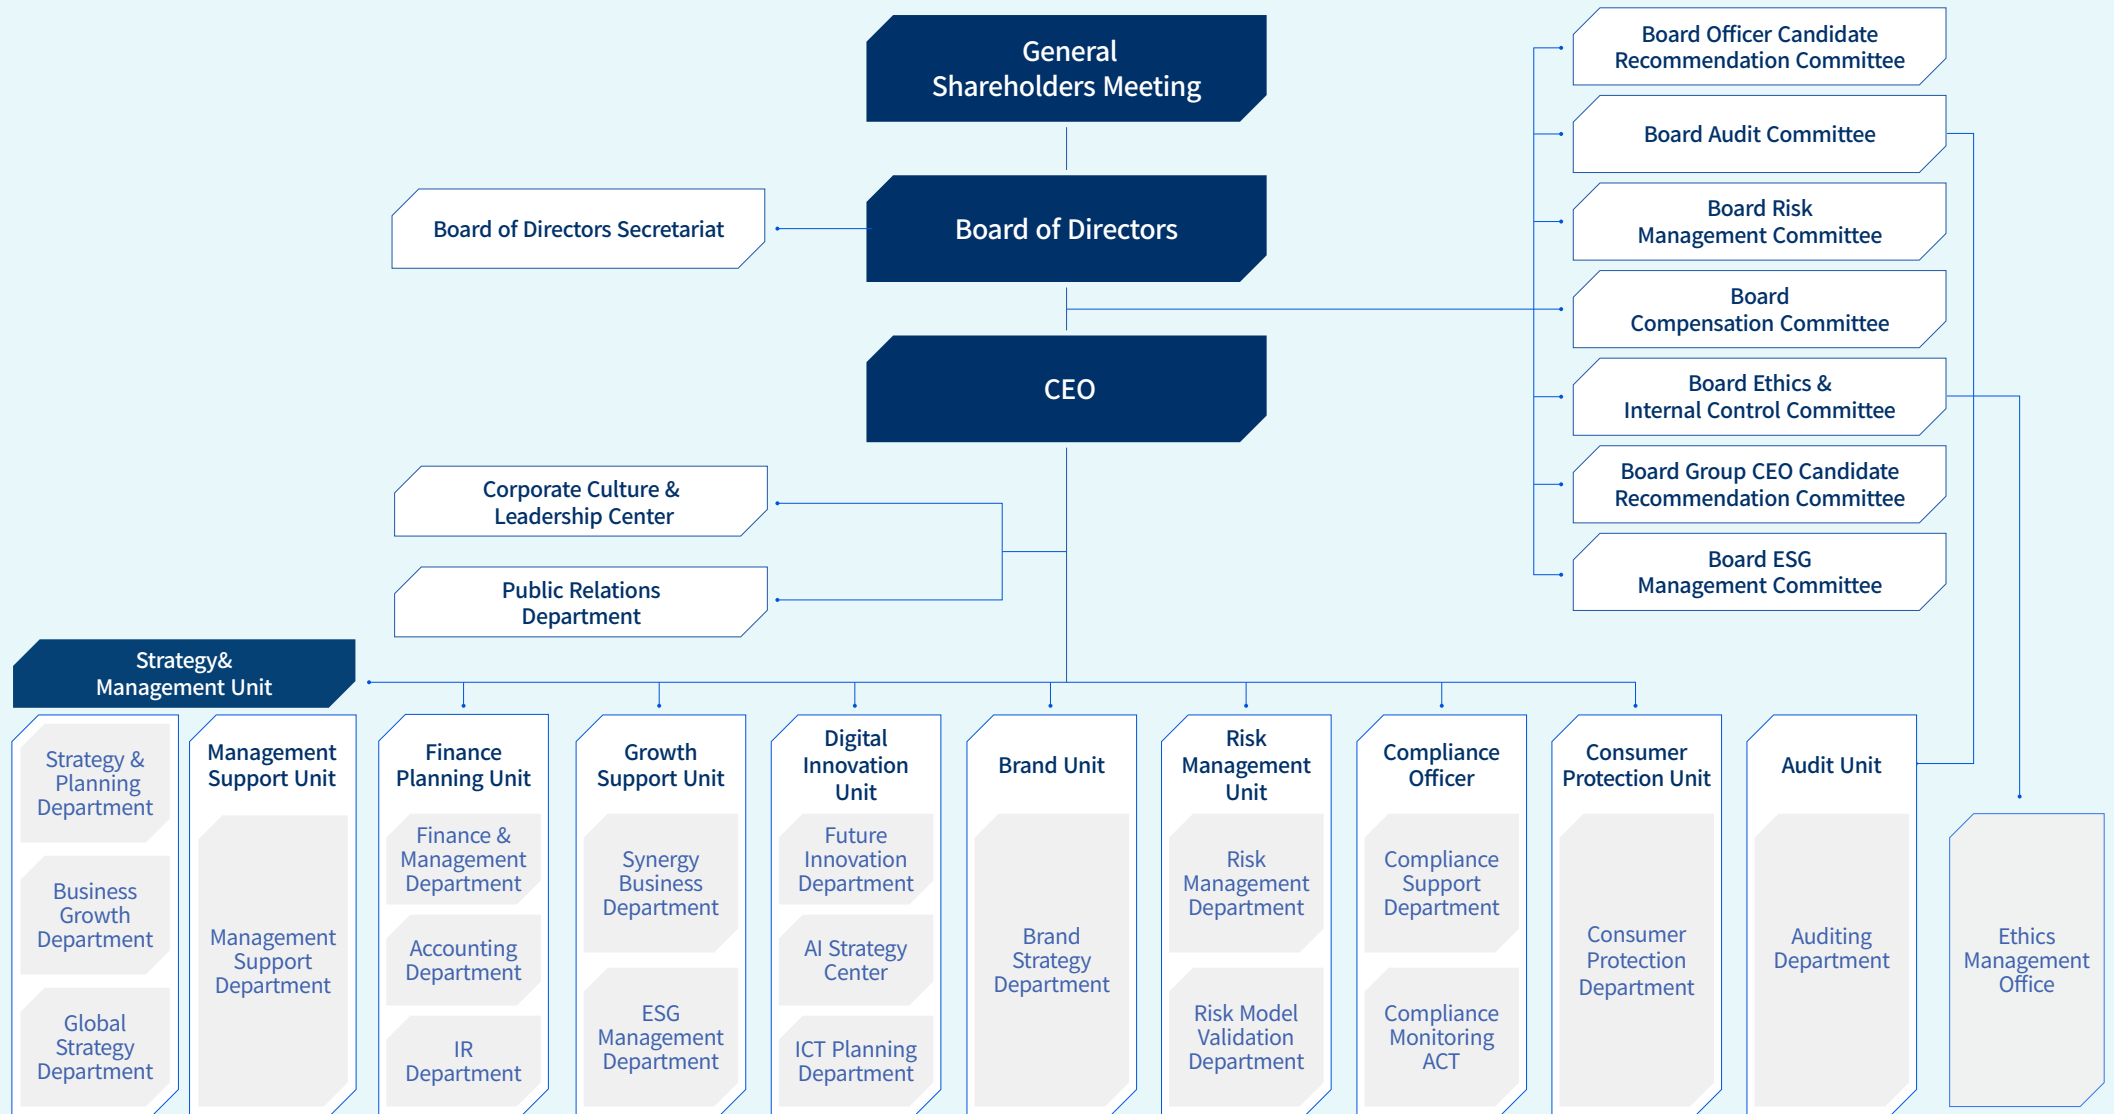 General
Shareholders Meeting
Board of Directors
Board of Directors Secretariat
CEO
Board Officer Candidate
Recommendation Committee
Board Audit Committee
Board Risk
Management Committee
Board
Compensation Committee
Board Ethics &
Internal Control Committee
Board Group CEO Candidate
Recommendation Committee
Board ESG
Management Committee
Corporate Culture &
Leadership Center
Public Relations
Department
Strategy&
Management Unit
Strategy &
Planning
Department
Business
Growth
Department
Global
Strategy
Department
Management
Support Unit
Management
Support
Department
Finance
Planning Unit
Finance &
Management
Department
Accounting
Department
IR
Department
Growth
Support Unit
Synergy
Business
Department
ESG
Management
Department
Digital
Innovation
Unit
Future
Innovation
Department
AI Strategy
Center
ICT Planning
Department
Brand Unit
Brand
Strategy
Department
Risk
Management
Unit
Risk
Management
Department
Risk Model
Validation
Department
Compliance
Officer
Compliance
Support
Department
Compliance
Monitoring
ACT
Consumer
Protection Unit
Consumer
Protection
Department
Audit Unit
Auditing
Department
Ethics
Management
Office